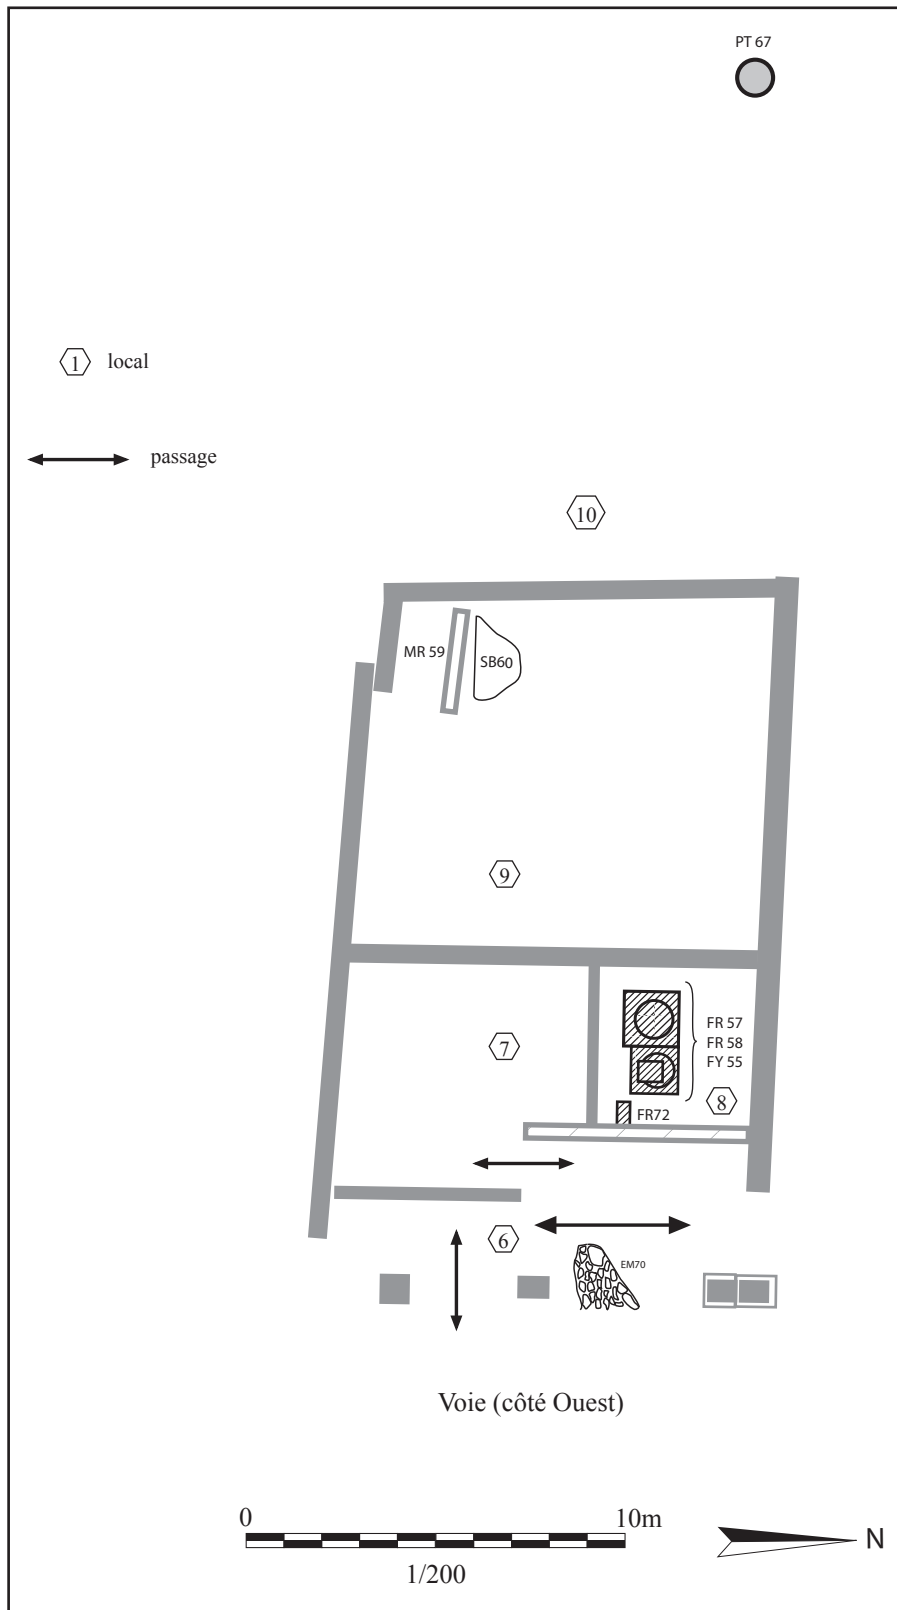 PT 67
1 local
passage
10
MR 59
SB60
9
7
FR 57
FR 58
FY 55
8
FR72
6
EM70
Voie (côté Ouest)
0 10m
1/200
N